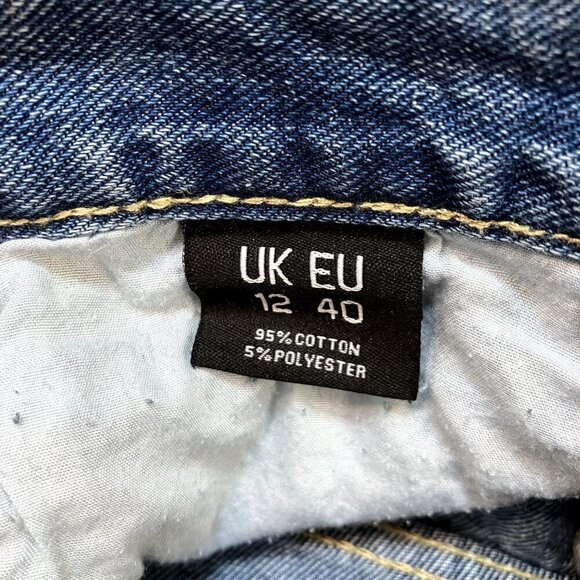 UK EU
12 40
95% COTTON
5% POLYESTER